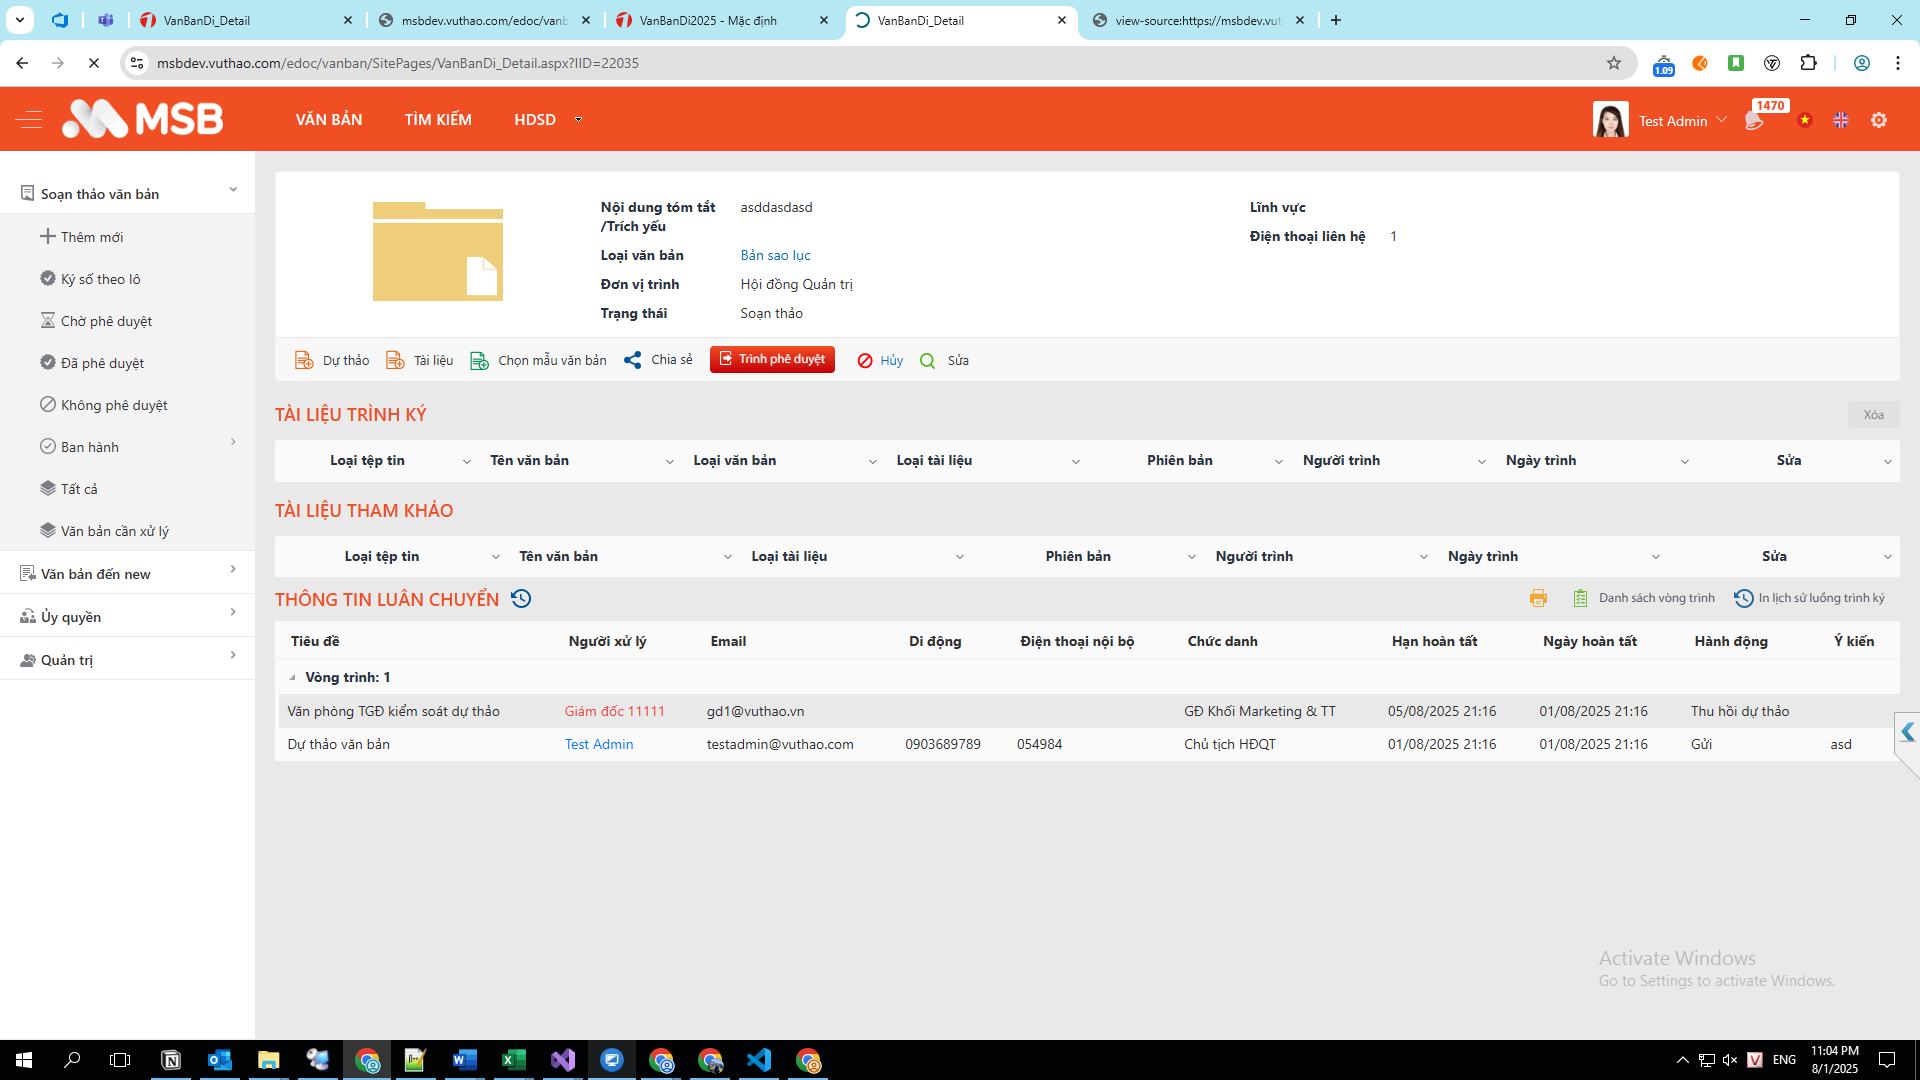 VanBanDi_Detail
msbdev.vuthao.com/edoc/vanb
VanBanDi2025 - Mặc định
VanBanDi_Detail
view-source:https://msbdev.vut
msbdev.vuthao.com/edoc/vanban/SitePages/VanBanDi_Detail.aspx?IID=22035
1.09
MSB
VĂN BẢN
TÌM KIẾM
HDSD
Test Admin
1470
Soạn thảo văn bản
Thêm mới
Ký số theo lô
Chờ phê duyệt
Đã phê duyệt
Không phê duyệt
Ban hành
Tất cả
Văn bản cần xử lý
Văn bản đến new
Ủy quyền
Quản trị
Nội dung tóm tắt
/Trích yếu
asddasdasd
Loại văn bản
Bản sao lục
Đơn vị trình
Hội đồng Quản trị
Trạng thái
Soạn thảo
Lĩnh vực
Điện thoại liên hệ
1
Dự thảo
Tài liệu
Chọn mẫu văn bản
Chia sẻ
Trình phê duyệt
Hủy
Sửa
TÀI LIỆU TRÌNH KÝ
Xóa
Loại tệp tin
Tên văn bản
Loại văn bản
Loại tài liệu
Phiên bản
Người trình
Ngày trình
Sửa
TÀI LIỆU THAM KHẢO
Loại tệp tin
Tên văn bản
Loại tài liệu
Phiên bản
Người trình
Ngày trình
Sửa
THÔNG TIN LUÂN CHUYỂN
Danh sách vòng trình
In lịch sử luồng trình ký
Tiêu đề
Người xử lý
Email
Di động
Điện thoại nội bộ
Chức danh
Hạn hoàn tất
Ngày hoàn tất
Hành động
Ý kiến
Vòng trình: 1
Văn phòng TGĐ kiểm soát dự thảo
Giám đốc 11111
gd1@vuthao.vn
GĐ Khối Marketing & TT
05/08/2025 21:16
01/08/2025 21:16
Thu hồi dự thảo
Dự thảo văn bản
Test Admin
testadmin@vuthao.com
0903689789
054984
Chủ tịch HĐQT
01/08/2025 21:16
01/08/2025 21:16
Gửi
asd
Activate Windows
Go to Settings to activate Windows.
ENG
11:04 PM
8/1/2025